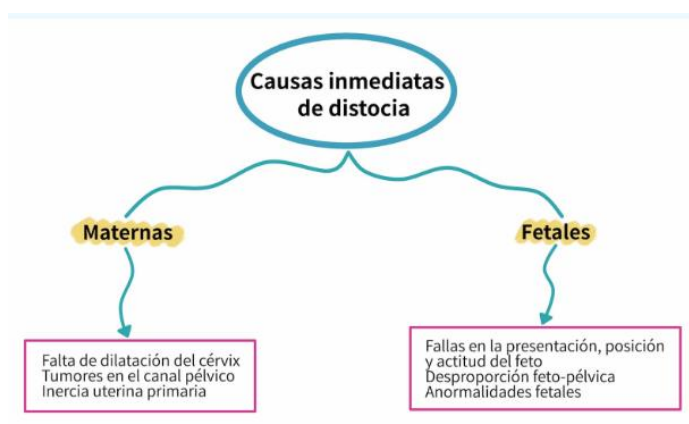 Causas inmediatas
de distocia
Maternas
Fetales
Falta de dilatación del cérvix
Tumores en el canal pélvico
Inercia uterina primaria
Fallas en la presentación, posición
y actitud del feto
Desproporción feto-pélvica
Anormalidades fetales